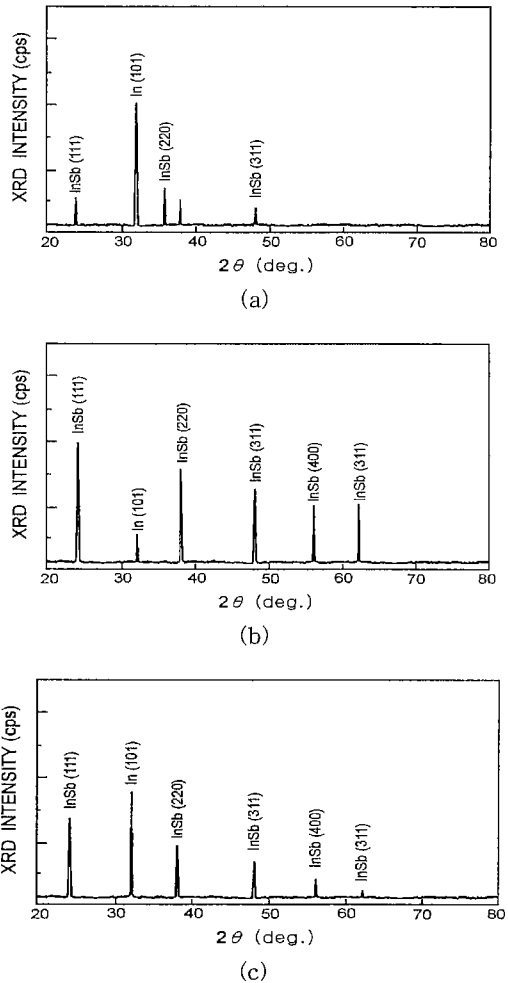 XRD INTENSITY (cps)
InSb (111)
In (101)
InSb (220)
InSb (311)
20 30 40 50 60 70 80
2θ (deg.)
(a)
XRD INTENSITY (cps)
InSb (111)
In (101)
InSb (220)
InSb (311)
InSb (400)
InSb (311)
20 30 40 50 60 70 80
2θ (deg.)
(b)
XRD INTENSITY (cps)
InSb (111)
In (101)
InSb (220)
InSb (311)
InSb (400)
InSb (311)
20 30 40 50 60 70 80
2θ (deg.)
(c)